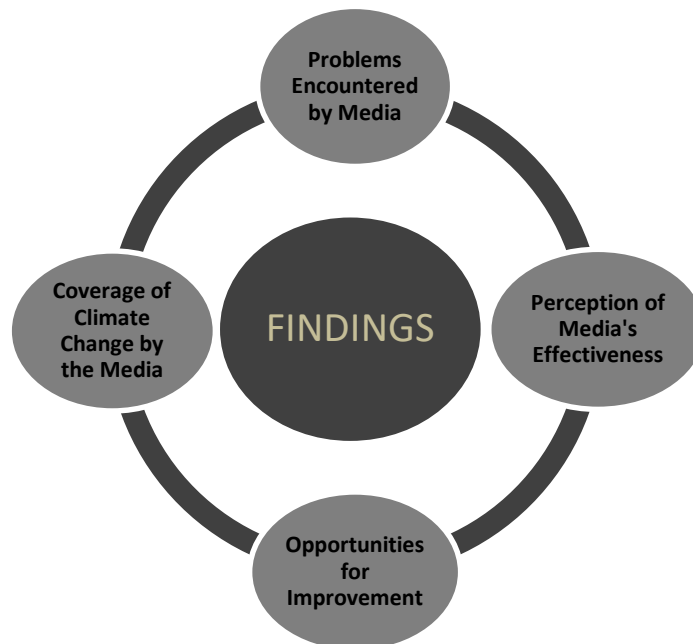 Problems
Encountered
by Media
Coverage of
Climate
Change by
the Media
FINDINGS
Perception of
Media's
Effectiveness
Opportunities
for
Improvement